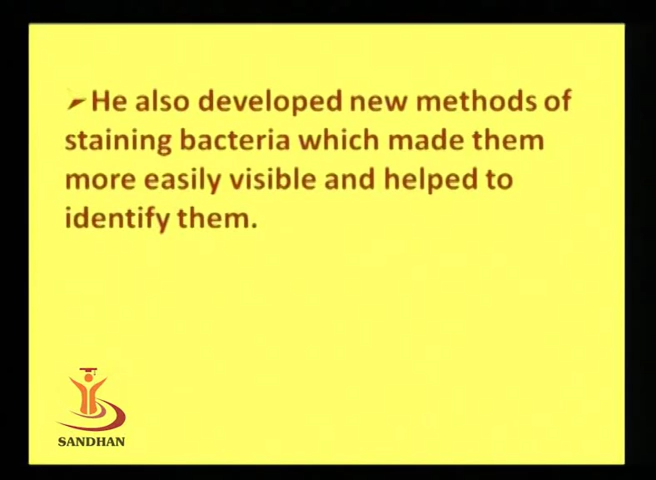 ➢He also developed new methods of
staining bacteria which made them
more easily visible and helped to
identify them.
SANDHAN